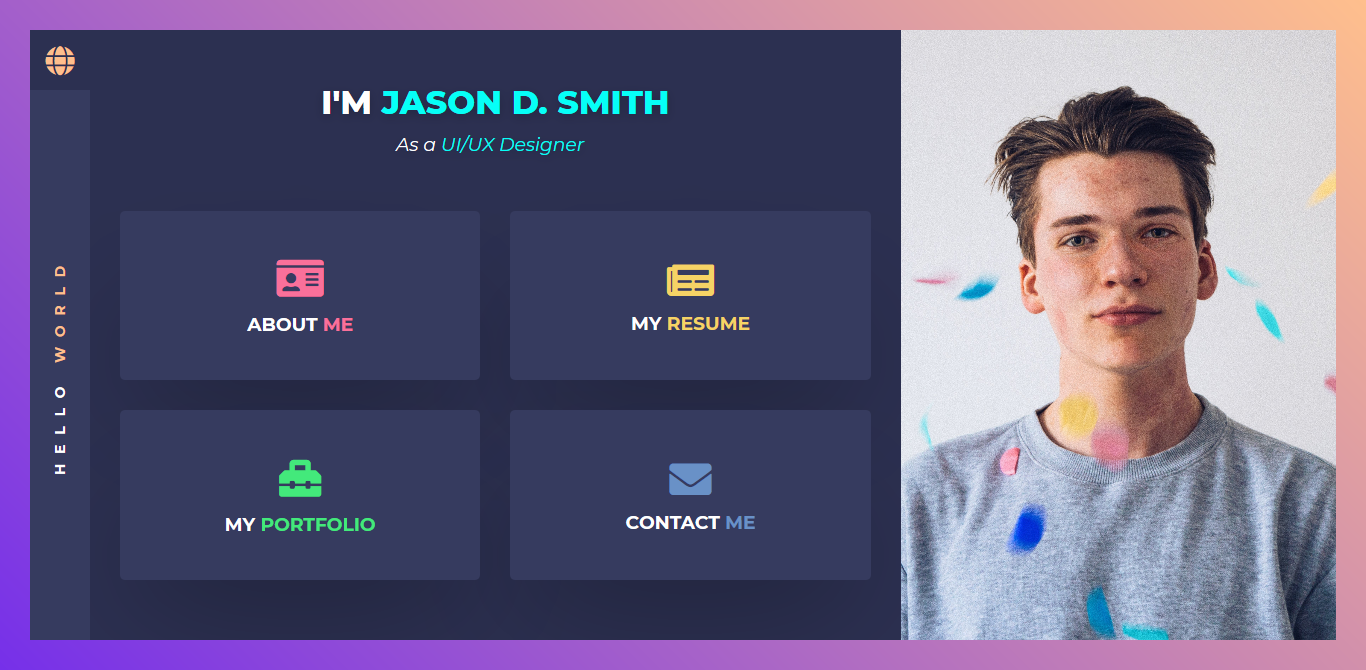 I'M JASON D. SMITH
As a UI/UX Designer
HELLO WORLD
ABOUT ME
MY RESUME
MY PORTFOLIO
CONTACT ME